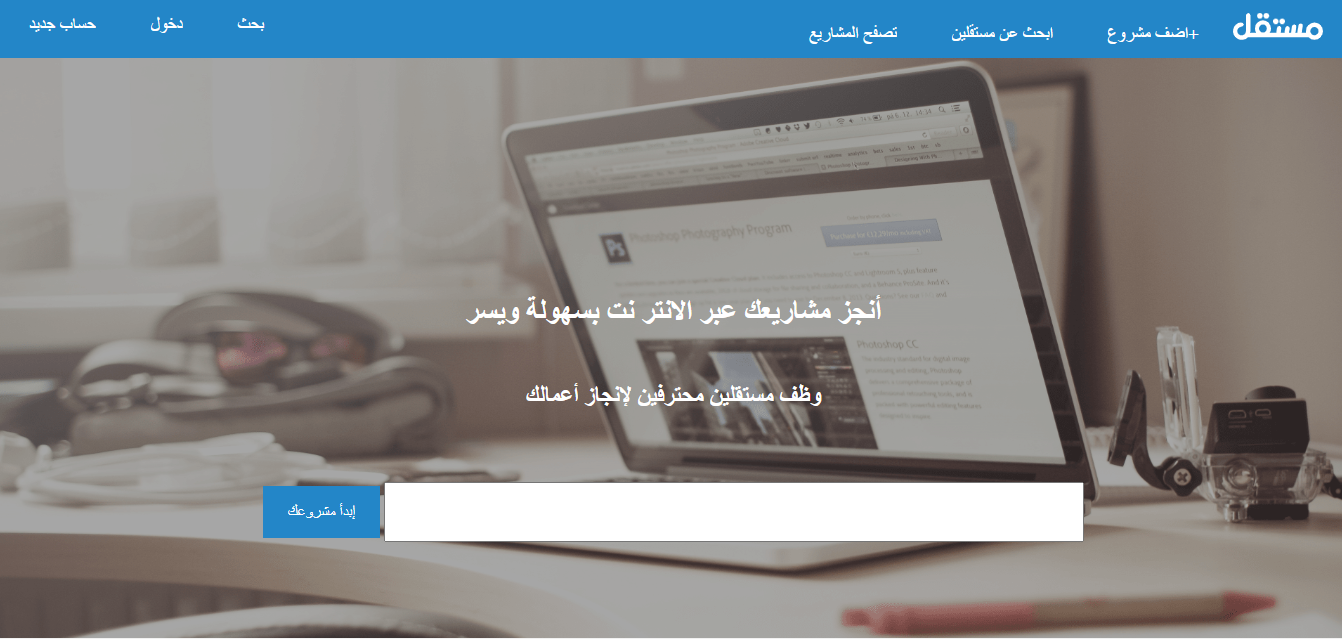 مستقل
+اضف مشروع
ابحث عن مستقلين
تصفح المشاريع
بحث
دخول
حساب جديد
Photoshop Photography Program
Ps
أنجز مشاريعك عبر الانتر نت بسهولة ويسر
Photoshop CC
وظف مستقلين محترفين لإنجاز أعمالك
إبدأ مشروعك